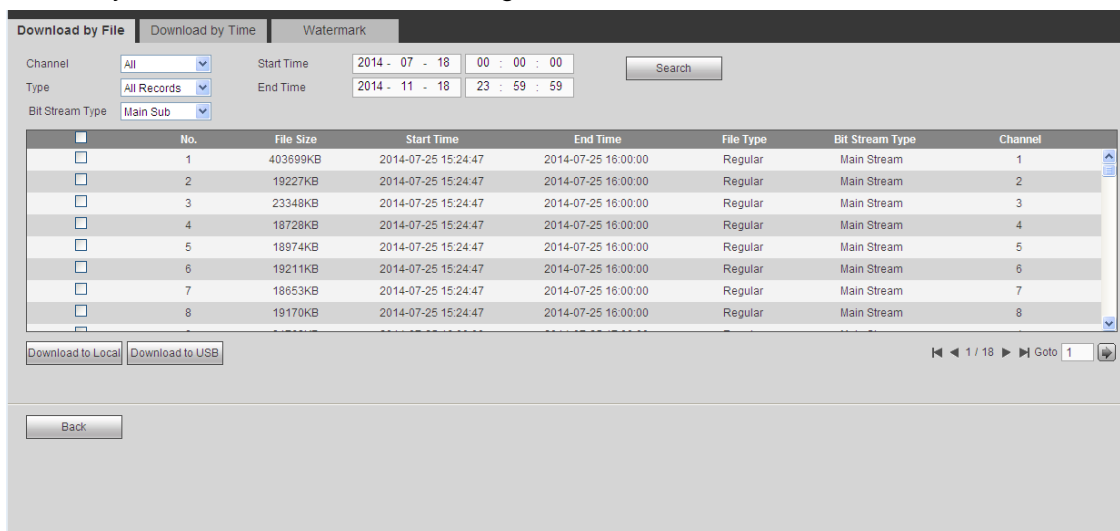 Download by File Download by Time Watermark
Channel All Start Time 2014 - 07 - 18 00 : 00 : 00 Search
Type All Records End Time 2014 - 11 - 18 23 : 59 : 59
Bit Stream Type Main Sub
No. File Size Start Time End Time File Type Bit Stream Type Channel
1 403699KB 2014-07-25 15:24:47 2014-07-25 16:00:00 Regular Main Stream 1
2 19227KB 2014-07-25 15:24:47 2014-07-25 16:00:00 Regular Main Stream 2
3 23348KB 2014-07-25 15:24:47 2014-07-25 16:00:00 Regular Main Stream 3
4 18728KB 2014-07-25 15:24:47 2014-07-25 16:00:00 Regular Main Stream 4
5 18974KB 2014-07-25 15:24:47 2014-07-25 16:00:00 Regular Main Stream 5
6 19211KB 2014-07-25 15:24:47 2014-07-25 16:00:00 Regular Main Stream 6
7 18653KB 2014-07-25 15:24:47 2014-07-25 16:00:00 Regular Main Stream 7
8 19170KB 2014-07-25 15:24:47 2014-07-25 16:00:00 Regular Main Stream 8
Download to Local Download to USB 1 / 18 Goto 1
Back